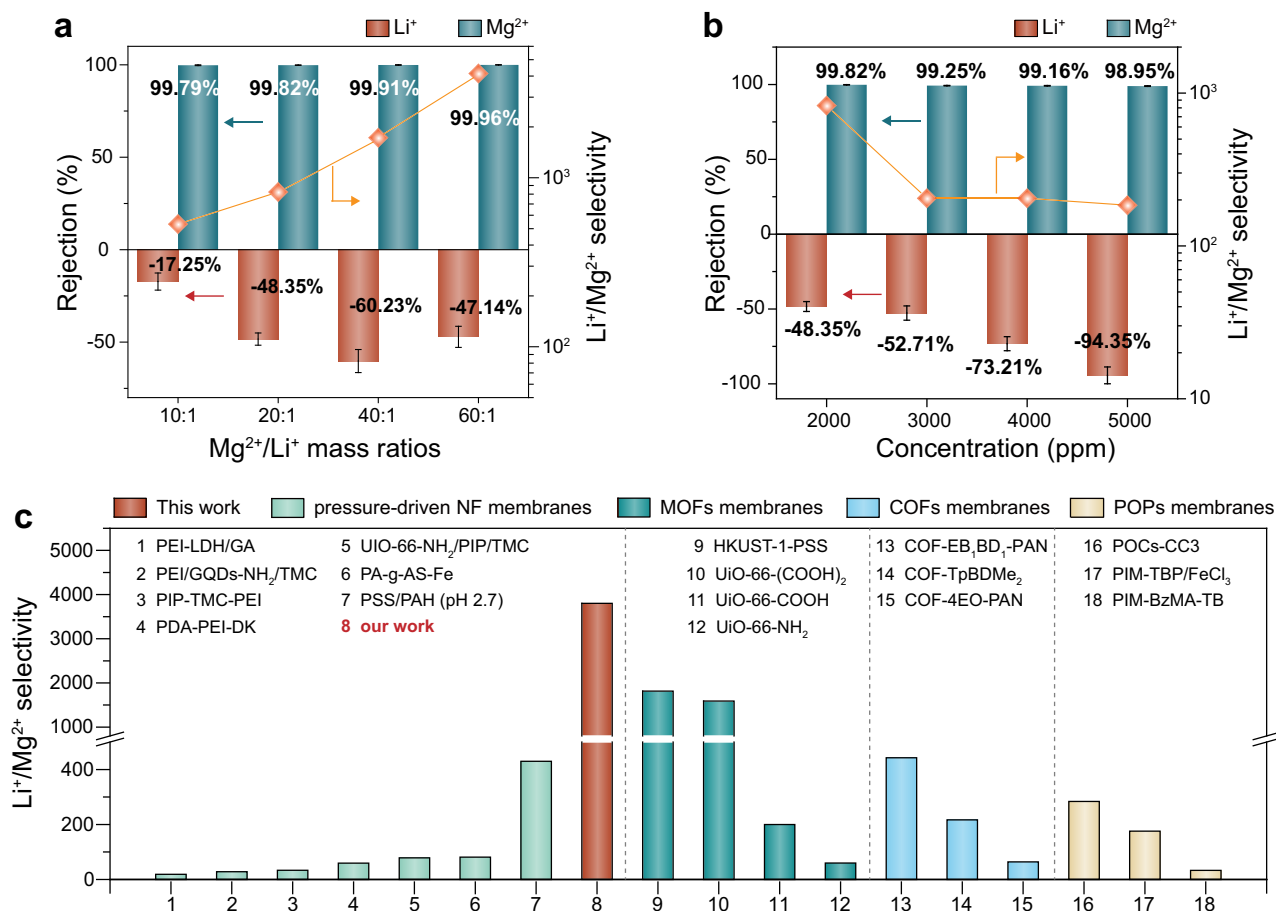 a
Li⁺ Mg²⁺
100
50
0
-50
Rejection (%)
99.79% 99.82% 99.91% 99.96%
-17.25% -48.35% -60.23% -47.14%
10³
10²
Li⁺/Mg²⁺ selectivity
10:1 20:1 40:1 60:1
Mg²⁺/Li⁺ mass ratios
b
Li⁺ Mg²⁺
100
50
0
-50
-100
Rejection (%)
99.82% 99.25% 99.16% 98.95%
-48.35% -52.71% -73.21% -94.35%
10³
10²
10
Li⁺/Mg²⁺ selectivity
2000 3000 4000 5000
Concentration (ppm)
c
This work pressure-driven NF membranes MOFs membranes COFs membranes POPs membranes
5000
4000
3000
2000
1000
400
200
0
Li⁺/Mg²⁺ selectivity
1 PEI-LDH/GA
2 PEI/GQDs-NH₂/TMC
3 PIP-TMC-PEI
4 PDA-PEI-DK
5 UIO-66-NH₂/PIP/TMC
6 PA-g-AS-Fe
7 PSS/PAH (pH 2.7)
8 our work
9 HKUST-1-PSS
10 UiO-66-(COOH)₂
11 UiO-66-COOH
12 UiO-66-NH₂
13 COF-EB₁BD₁-PAN
14 COF-TpBDMe₂
15 COF-4EO-PAN
16 POCs-CC3
17 PIM-TBP/FeCl₃
18 PIM-BzMA-TB
1 2 3 4 5 6 7 8 9 10 11 12 13 14 15 16 17 18